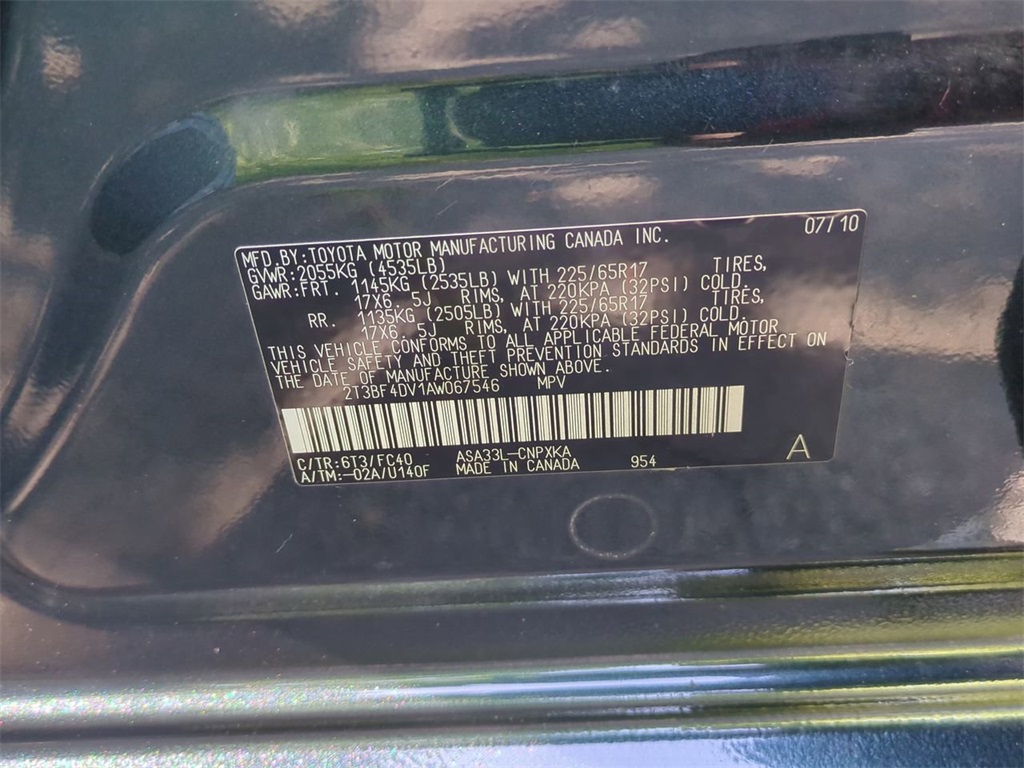 MFD.BY:TOYOTA MOTOR MANUFACTURING CANADA INC. 07/10
GVWR:2055KG (4535LB)
GAWR:FRT. 1145KG (2535LB) WITH 225/65R17 TIRES,
17X6 5J RIMS, AT 220KPA (32PSI) COLD.
RR. 1135KG (2505LB) WITH 225/65R17 TIRES,
17X6 5J RIMS, AT 220KPA (32PSI) COLD.
THIS VEHICLE CONFORMS TO ALL APPLICABLE FEDERAL MOTOR
VEHICLE SAFETY AND THEFT PREVENTION STANDARDS IN EFFECT ON
THE DATE OF MANUFACTURE SHOWN ABOVE.
2T3BF4DV1AW067546 MPV
C/TR:6T3/FC40 ASA33L-CNPXKA 954 A
A/TM:-02A/U140F MADE IN CANADA